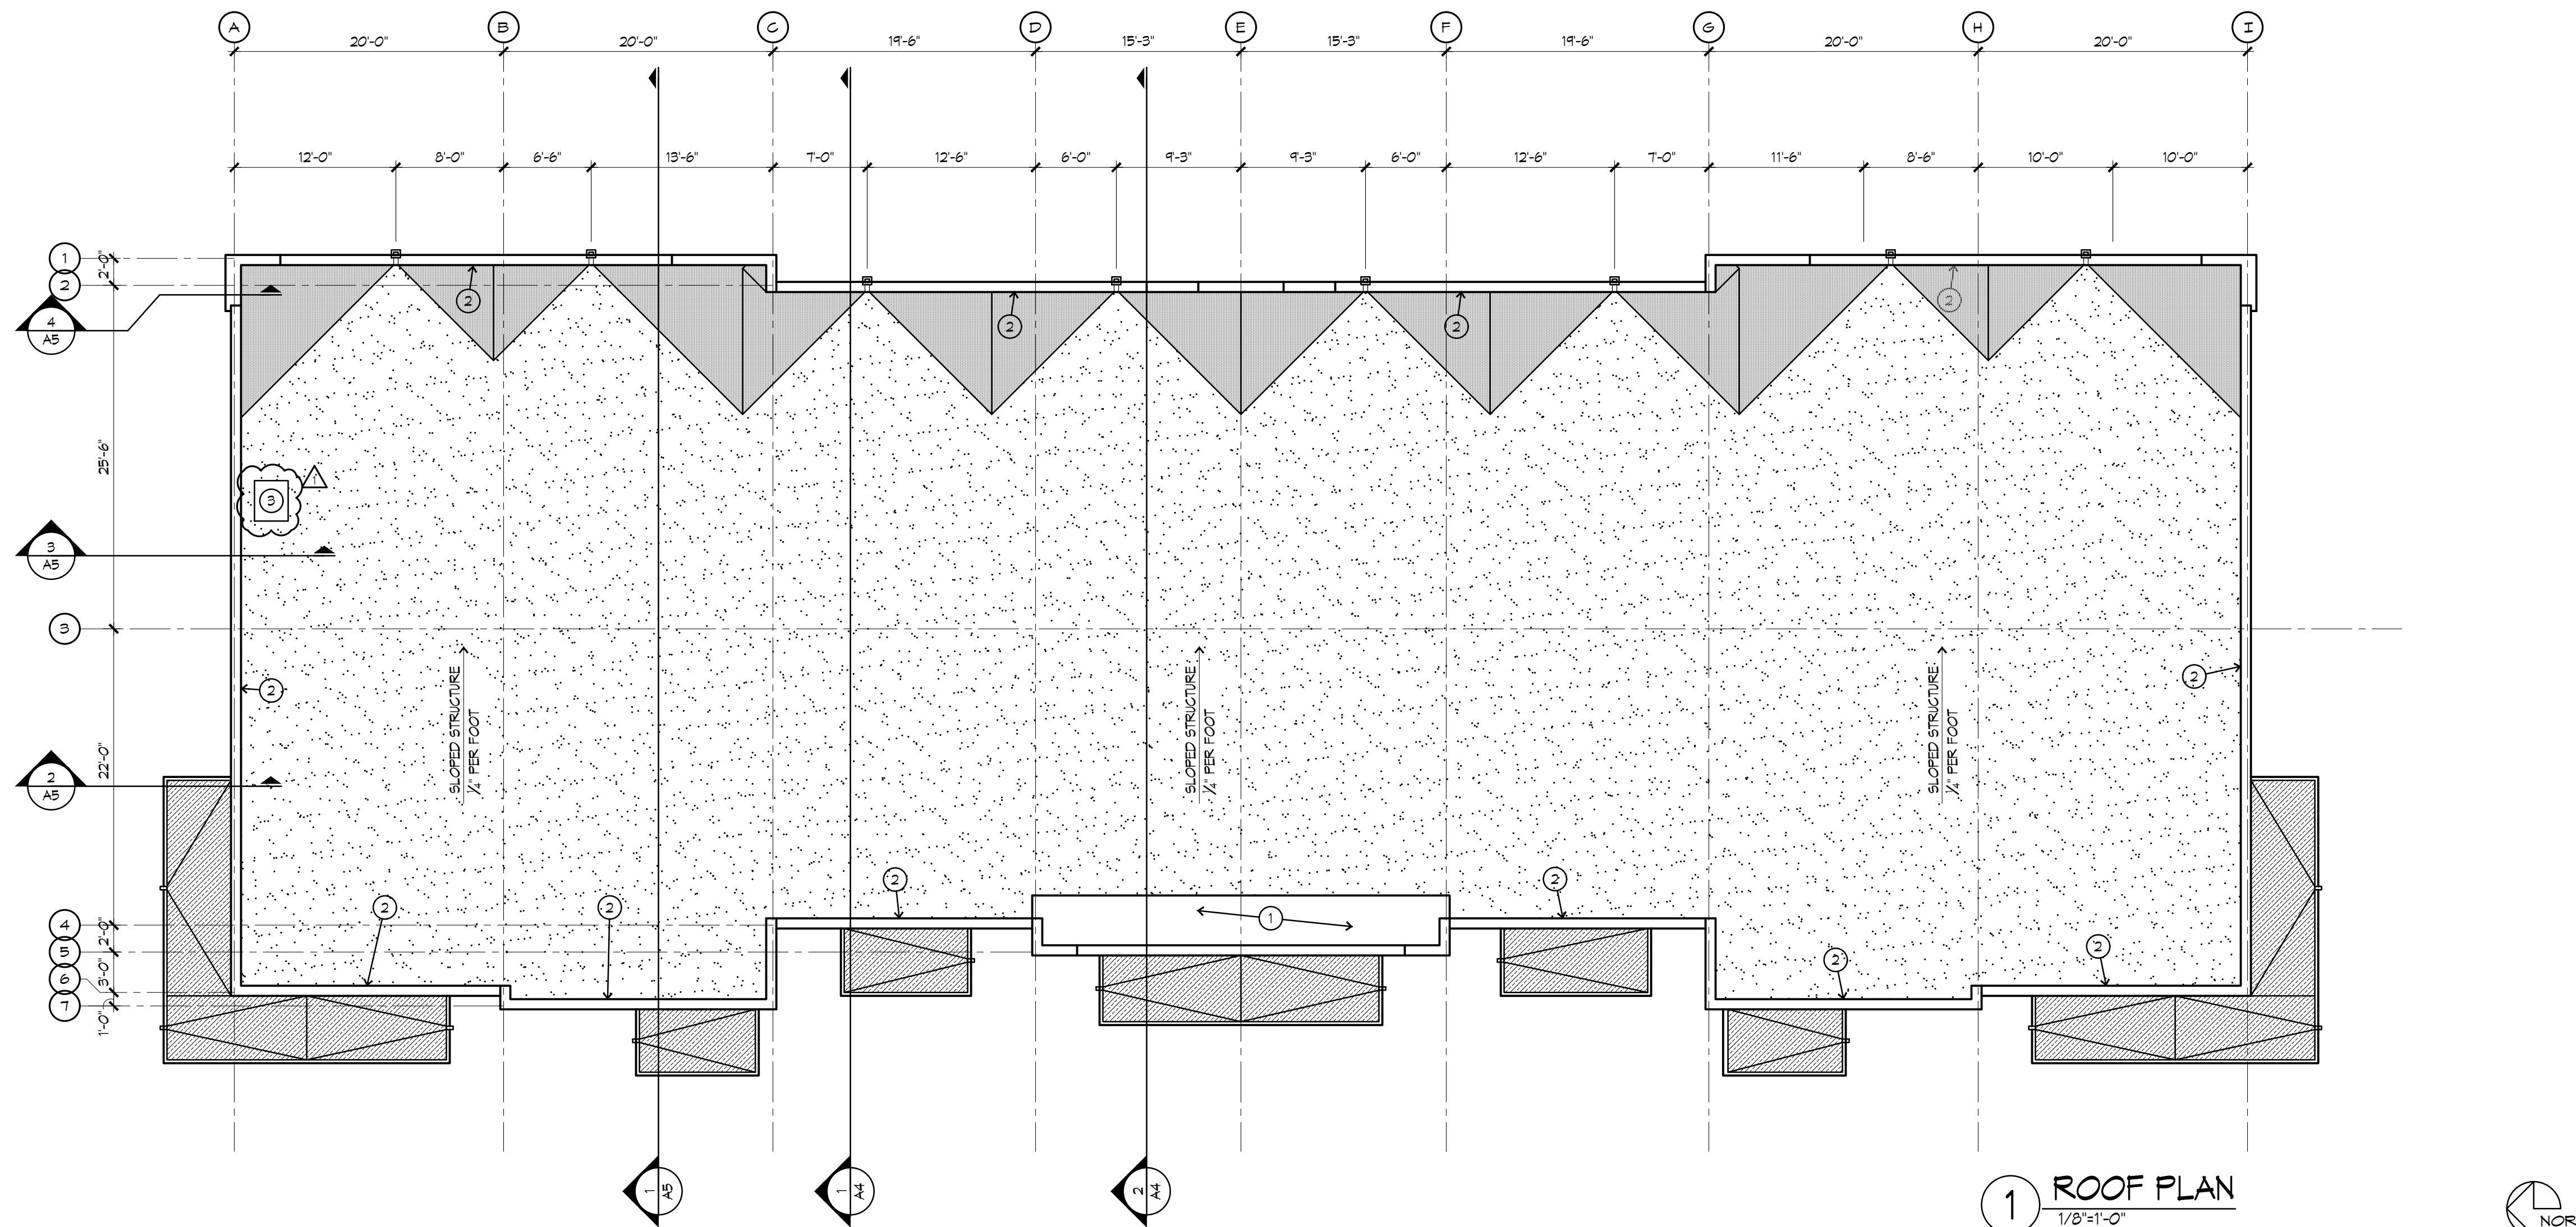 A B C D E F G H I
20'-0" 20'-0" 19'-6" 15'-3" 15'-3" 19'-6" 20'-0" 20'-0"
12'-0" 8'-0" 6'-6" 13'-6" 7'-0" 12'-6" 6'-0" 9'-3" 9'-3" 6'-0" 12'-6" 7'-0" 11'-6" 8'-6" 10'-0" 10'-0"
1
2'-0"
2
2 2 2 2
4
A5
25'-6"
3 1
3
A5
3
2 2
SLOPED STRUCTURE
1/4" PER FOOT
SLOPED STRUCTURE
1/4" PER FOOT
SLOPED STRUCTURE
1/4" PER FOOT
22'-0"
2
A5
2 2
2 2
4
1
2'-0"
5
2 2
3'-0"
6
7
1'-0"
1
A5
1
A4
2
A4
1 ROOF PLAN
1/8"=1'-0"
NOR